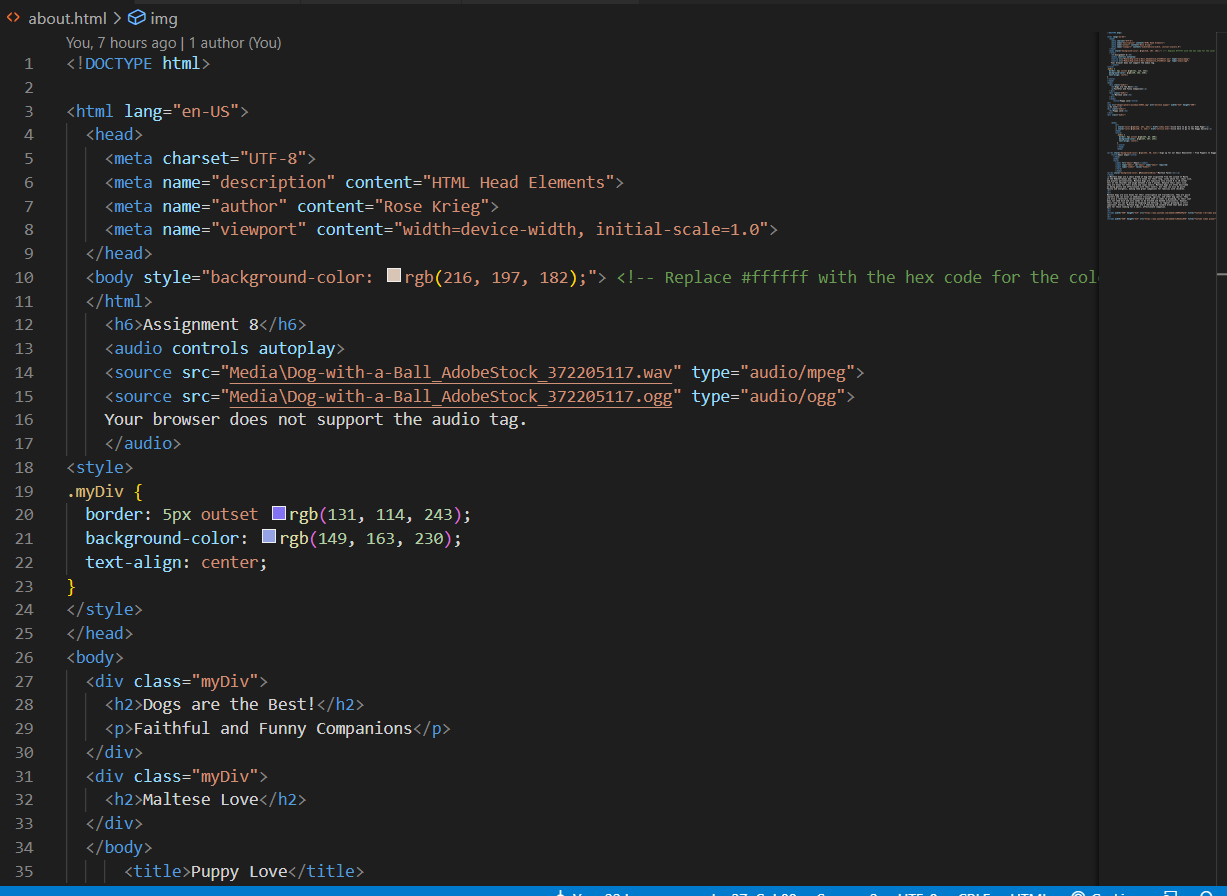 about.html > img
You, 7 hours ago | 1 author (You)
1 <!DOCTYPE html>
2
3 <html lang="en-US">
4 <head>
5 <meta charset="UTF-8">
6 <meta name="description" content="HTML Head Elements">
7 <meta name="author" content="Rose Krieg">
8 <meta name="viewport" content="width=device-width, initial-scale=1.0">
9 </head>
10 <body style="background-color: rgb(216, 197, 182);"> <!-- Replace #ffffff with the hex code for the
11 </html>
12 <h6>Assignment 8</h6>
13 <audio controls autoplay>
14 <source src="Media\Dog-with-a-Ball_AdobeStock_372205117.wav" type="audio/mpeg">
15 <source src="Media\Dog-with-a-Ball_AdobeStock_372205117.ogg" type="audio/ogg">
16 Your browser does not support the audio tag.
17 </audio>
18 <style>
19 .myDiv {
20 border: 5px outset rgb(131, 114, 243);
21 background-color: rgb(149, 163, 230);
22 text-align: center;
23 }
24 </style>
25 </head>
26 <body>
27 <div class="myDiv">
28 <h2>Dogs are the Best!</h2>
29 <p>Faithful and Funny Companions</p>
30 </div>
31 <div class="myDiv">
32 <h2>Maltese Love</h2>
33 </div>
34 </body>
35 <title>Puppy Love</title>